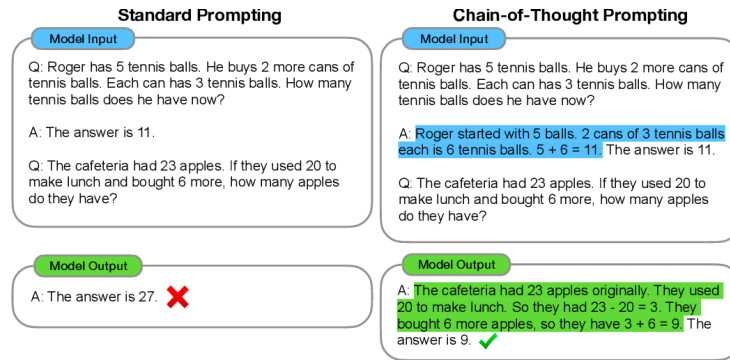 Standard Prompting
Model Input
Q: Roger has 5 tennis balls. He buys 2 more cans of
tennis balls. Each can has 3 tennis balls. How many
tennis balls does he have now?
A: The answer is 11.
Q: The cafeteria had 23 apples. If they used 20 to
make lunch and bought 6 more, how many apples
do they have?
Model Output
A: The answer is 27.
Chain-of-Thought Prompting
Model Input
Q: Roger has 5 tennis balls. He buys 2 more cans of
tennis balls. Each can has 3 tennis balls. How many
tennis balls does he have now?
A: Roger started with 5 balls. 2 cans of 3 tennis balls
each is 6 tennis balls. 5 + 6 = 11. The answer is 11.
Q: The cafeteria had 23 apples. If they used 20 to
make lunch and bought 6 more, how many apples
do they have?
Model Output
A: The cafeteria had 23 apples originally. They used
20 to make lunch. So they had 23 - 20 = 3. They
bought 6 more apples, so they have 3 + 6 = 9. The
answer is 9.